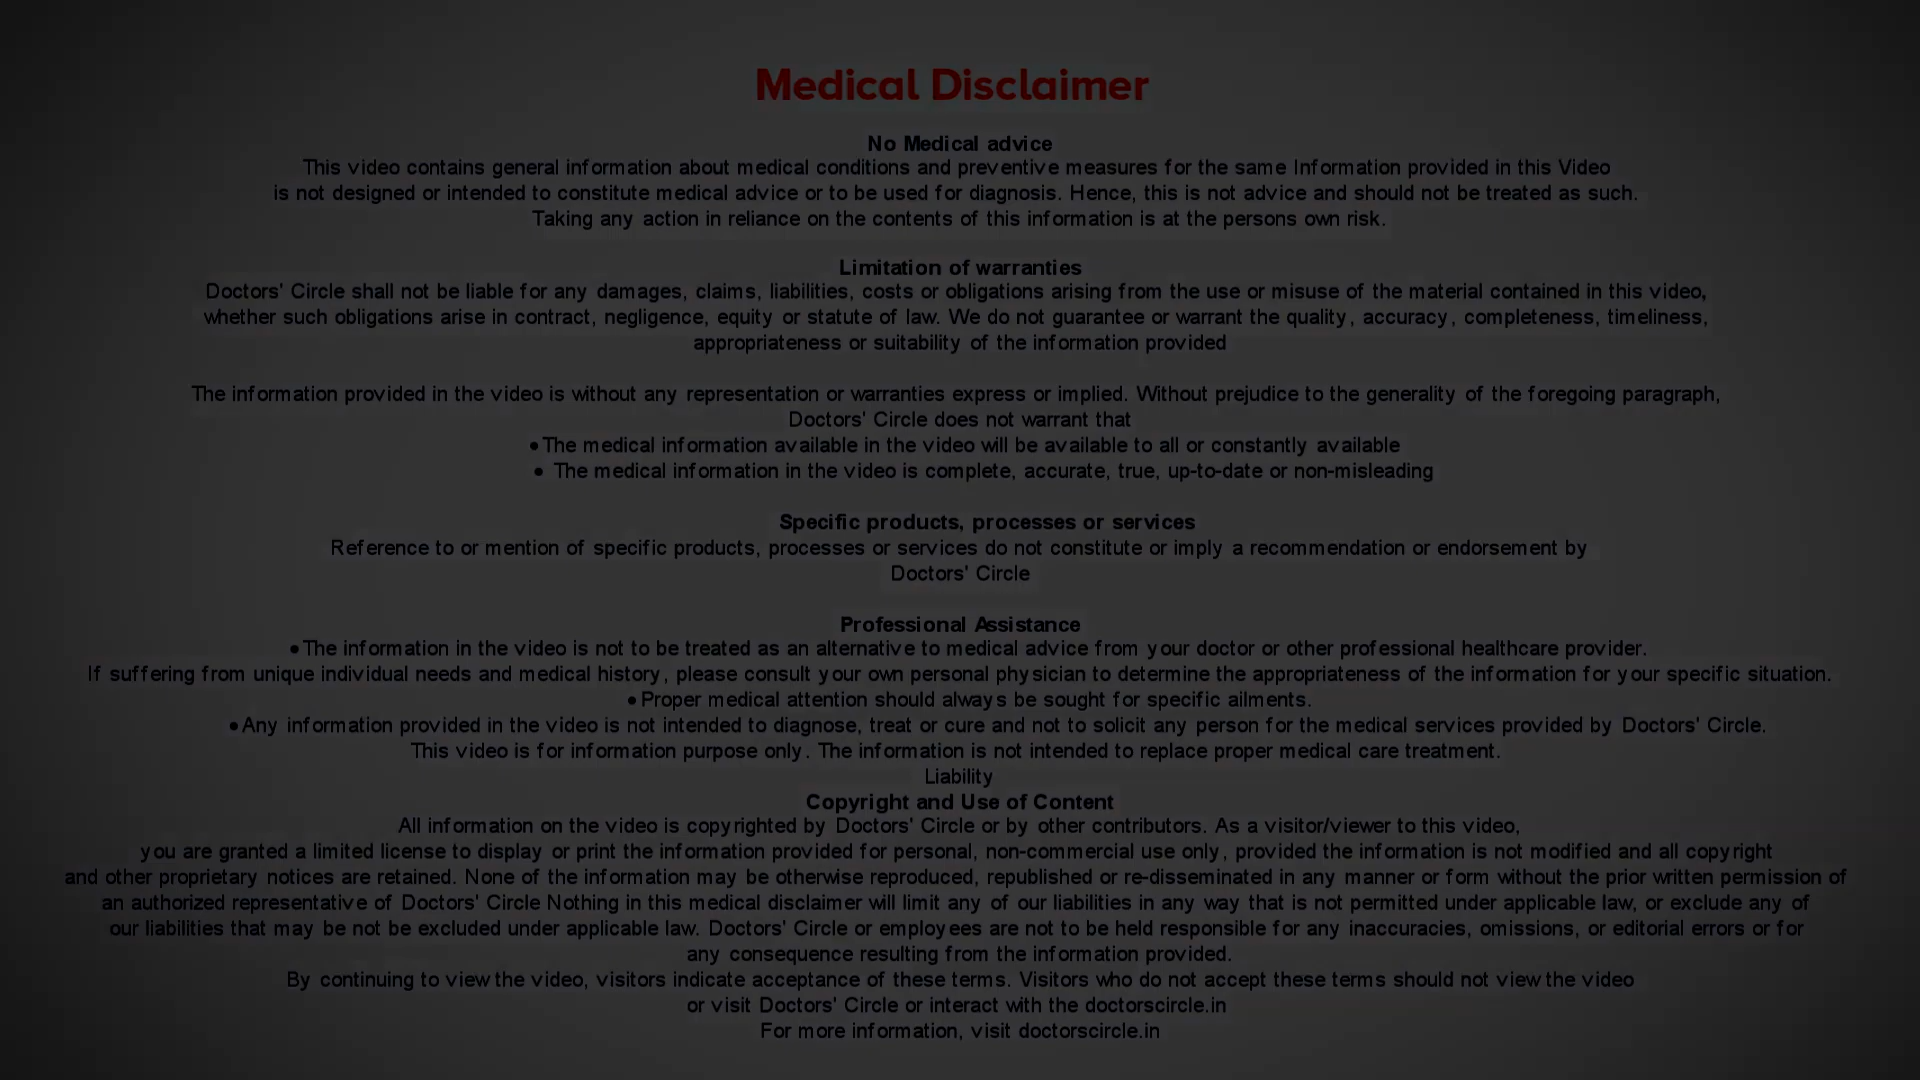 Medical Disclaimer
No Medical advice
This video contains general information about medical conditions and preventive measures for the same Information provided in this Video
is not designed or intended to constitute medical advice or to be used for diagnosis. Hence, this is not advice and should not be treated as such.
Taking any action in reliance on the contents of this information is at the persons own risk.
Limitation of warranties
Doctors' Circle shall not be liable for any damages, claims, liabilities, costs or obligations arising from the use or misuse of the material contained in this video,
whether such obligations arise in contract, negligence, equity or statute of law. We do not guarantee or warrant the quality, accuracy, completeness, timeliness,
appropriateness or suitability of the information provided
The information provided in the video is without any representation or warranties express or implied. Without prejudice to the generality of the foregoing paragraph,
Doctors' Circle does not warrant that
•The medical information available in the video will be available to all or constantly available
• The medical information in the video is complete, accurate, true, up-to-date or non-misleading
Specific products, processes or services
Reference to or mention of specific products, processes or services do not constitute or imply a recommendation or endorsement by
Doctors' Circle
Professional Assistance
•The information in the video is not to be treated as an alternative to medical advice from your doctor or other professional healthcare provider.
If suffering from unique individual needs and medical history, please consult your own personal physician to determine the appropriateness of the information for your specific situation.
•Proper medical attention should always be sought for specific ailments.
•Any information provided in the video is not intended to diagnose, treat or cure and not to solicit any person for the medical services provided by Doctors' Circle.
This video is for information purpose only. The information is not intended to replace proper medical care treatment.
Liability
Copyright and Use of Content
All information on the video is copyrighted by Doctors' Circle or by other contributors. As a visitor/viewer to this video,
you are granted a limited license to display or print the information provided for personal, non-commercial use only, provided the information is not modified and all copyright
and other proprietary notices are retained. None of the information may be otherwise reproduced, republished or re-disseminated in any manner or form without the prior written permission of
an authorized representative of Doctors' Circle Nothing in this medical disclaimer will limit any of our liabilities in any way that is not permitted under applicable law, or exclude any of
our liabilities that may be not be excluded under applicable law. Doctors' Circle or employees are not to be held responsible for any inaccuracies, omissions, or editorial errors or for
any consequence resulting from the information provided.
By continuing to view the video, visitors indicate acceptance of these terms. Visitors who do not accept these terms should not view the video
or visit Doctors' Circle or interact with the doctorscircle.in
For more information, visit doctorscircle.in